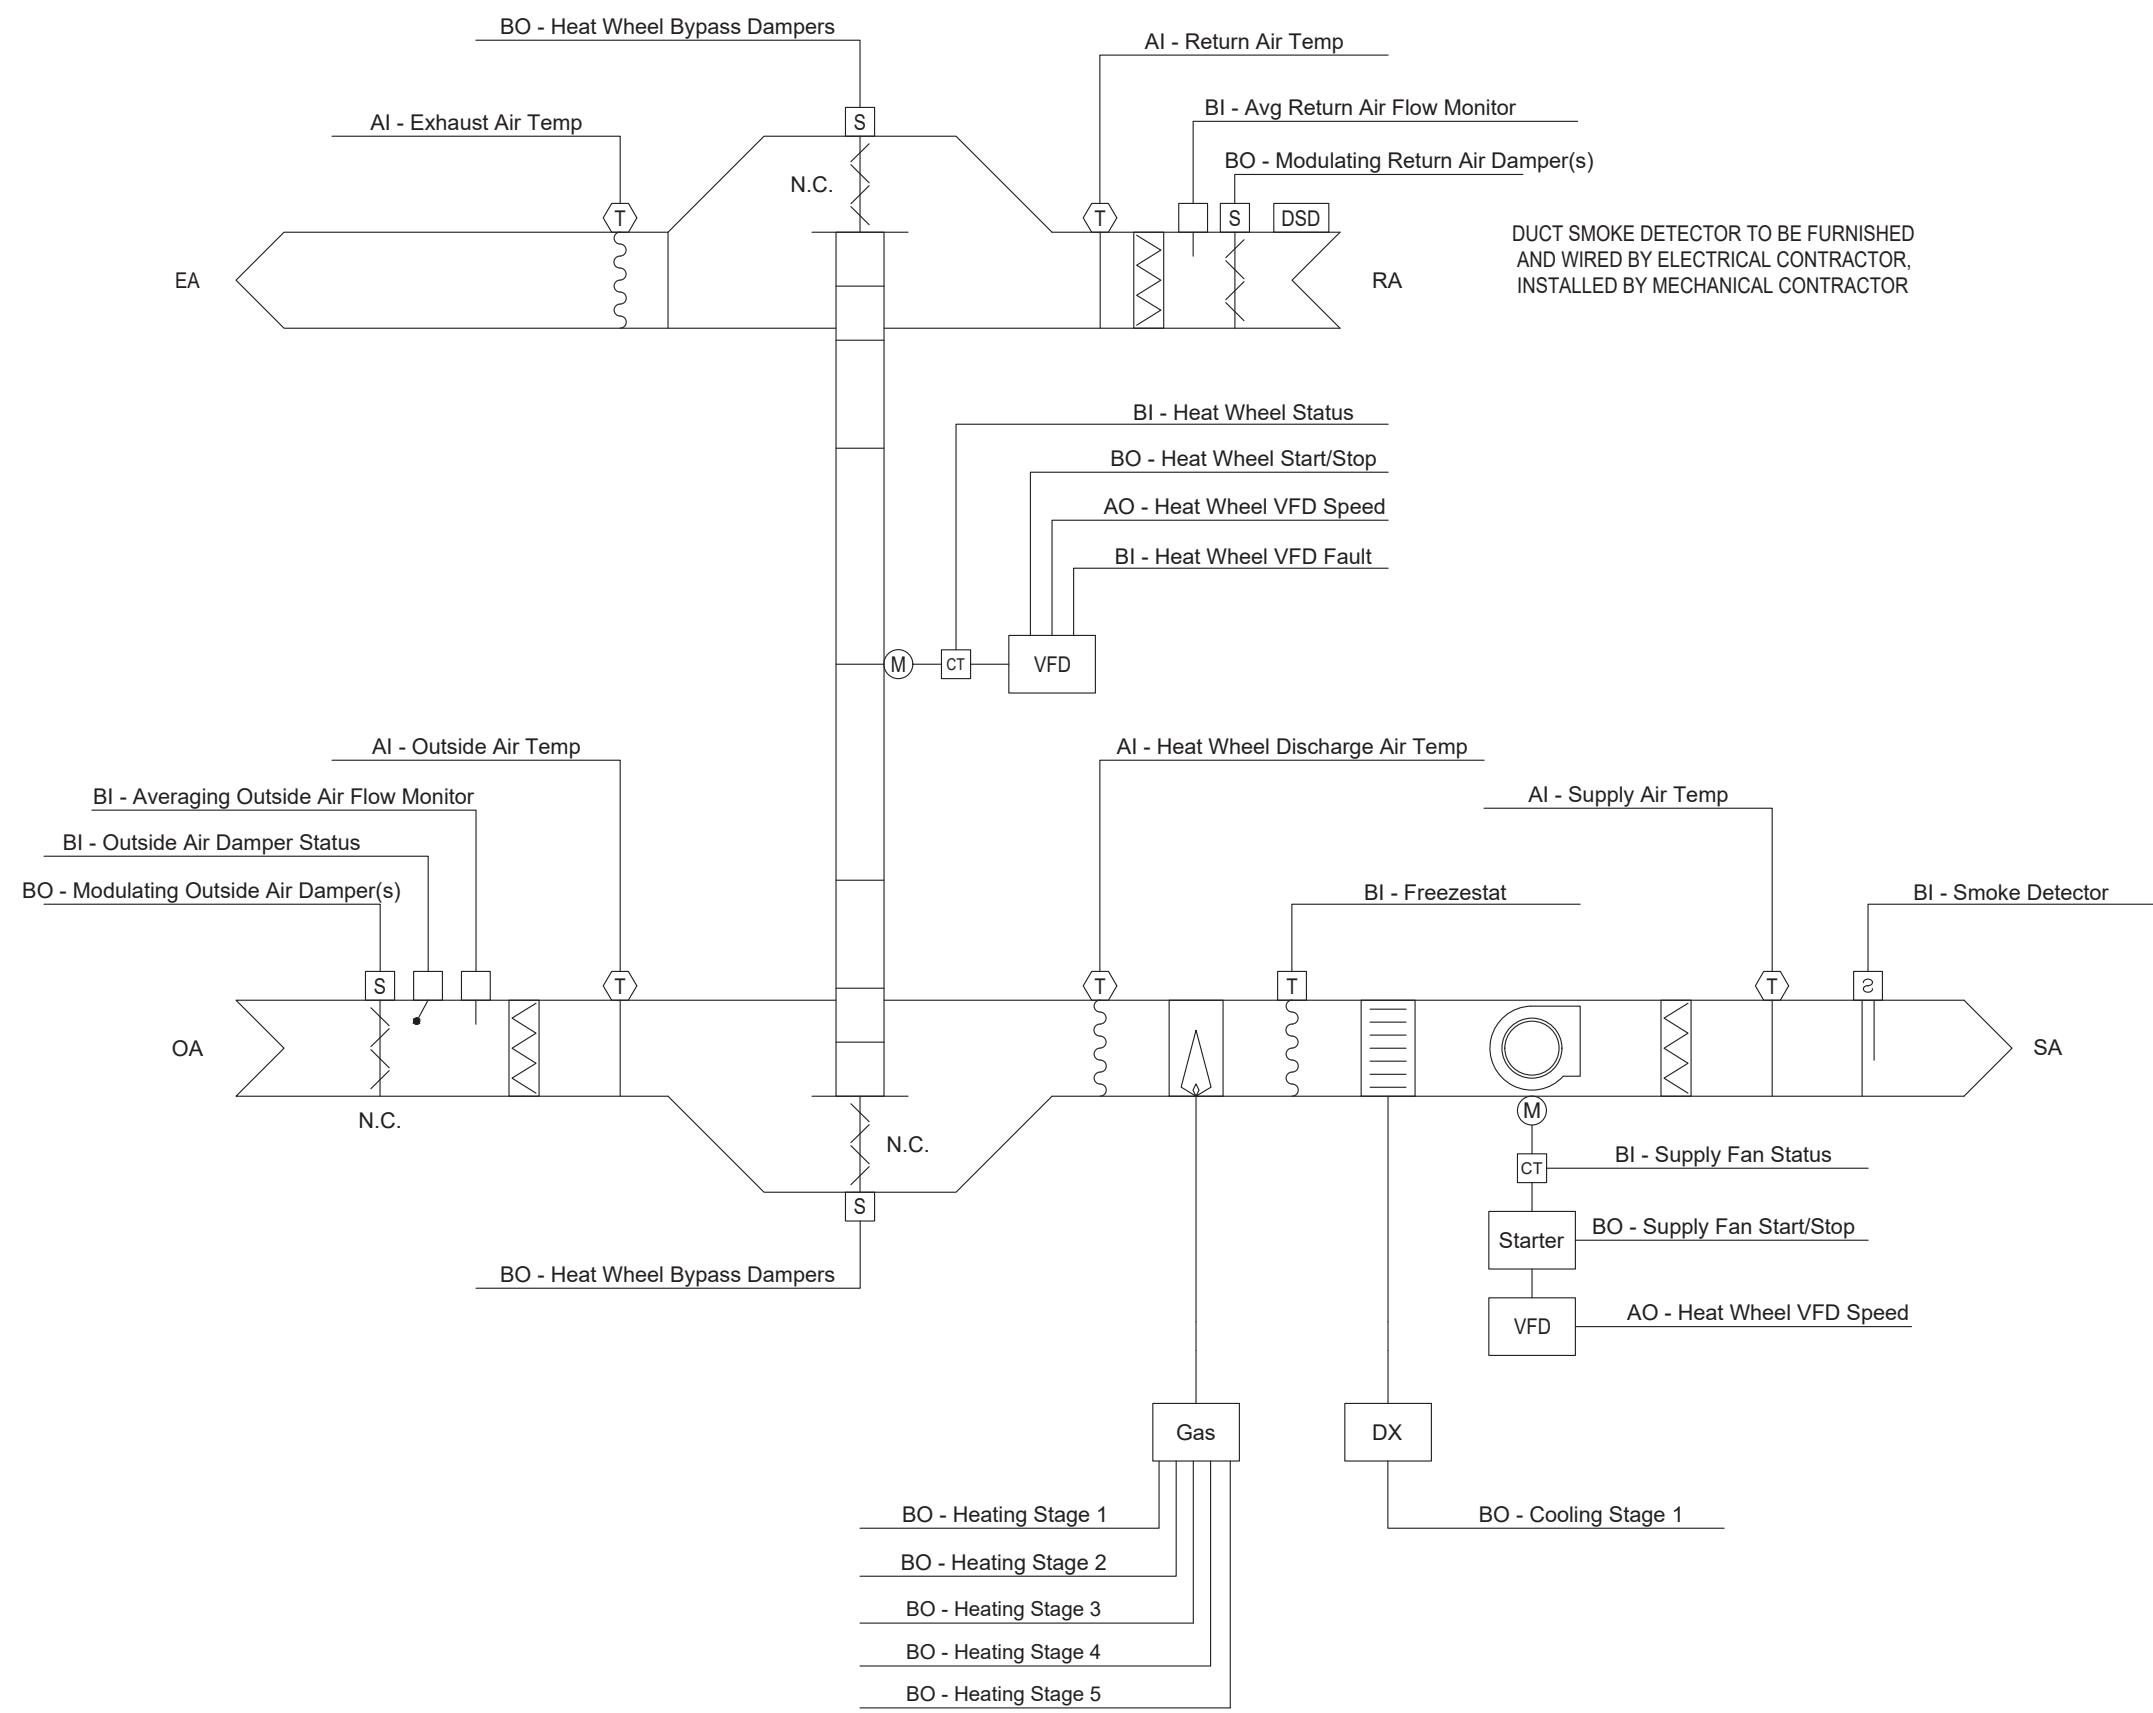 BO - Heat Wheel Bypass Dampers
AI - Return Air Temp
AI - Exhaust Air Temp
BI - Avg Return Air Flow Monitor
BO - Modulating Return Air Damper(s)
S
N.C.
T
T
S
DSD
EA
RA
DUCT SMOKE DETECTOR TO BE FURNISHED
AND WIRED BY ELECTRICAL CONTRACTOR,
INSTALLED BY MECHANICAL CONTRACTOR
BI - Heat Wheel Status
BO - Heat Wheel Start/Stop
AO - Heat Wheel VFD Speed
BI - Heat Wheel VFD Fault
M
CT
VFD
AI - Outside Air Temp
BI - Averaging Outside Air Flow Monitor
BI - Outside Air Damper Status
BO - Modulating Outside Air Damper(s)
AI - Heat Wheel Discharge Air Temp
AI - Supply Air Temp
BI - Freezestat
BI - Smoke Detector
S
T
T
T
T
S
OA
SA
N.C.
N.C.
S
BO - Heat Wheel Bypass Dampers
M
CT
BI - Supply Fan Status
Starter
BO - Supply Fan Start/Stop
VFD
AO - Heat Wheel VFD Speed
Gas
DX
BO - Heating Stage 1
BO - Heating Stage 2
BO - Heating Stage 3
BO - Heating Stage 4
BO - Heating Stage 5
BO - Cooling Stage 1